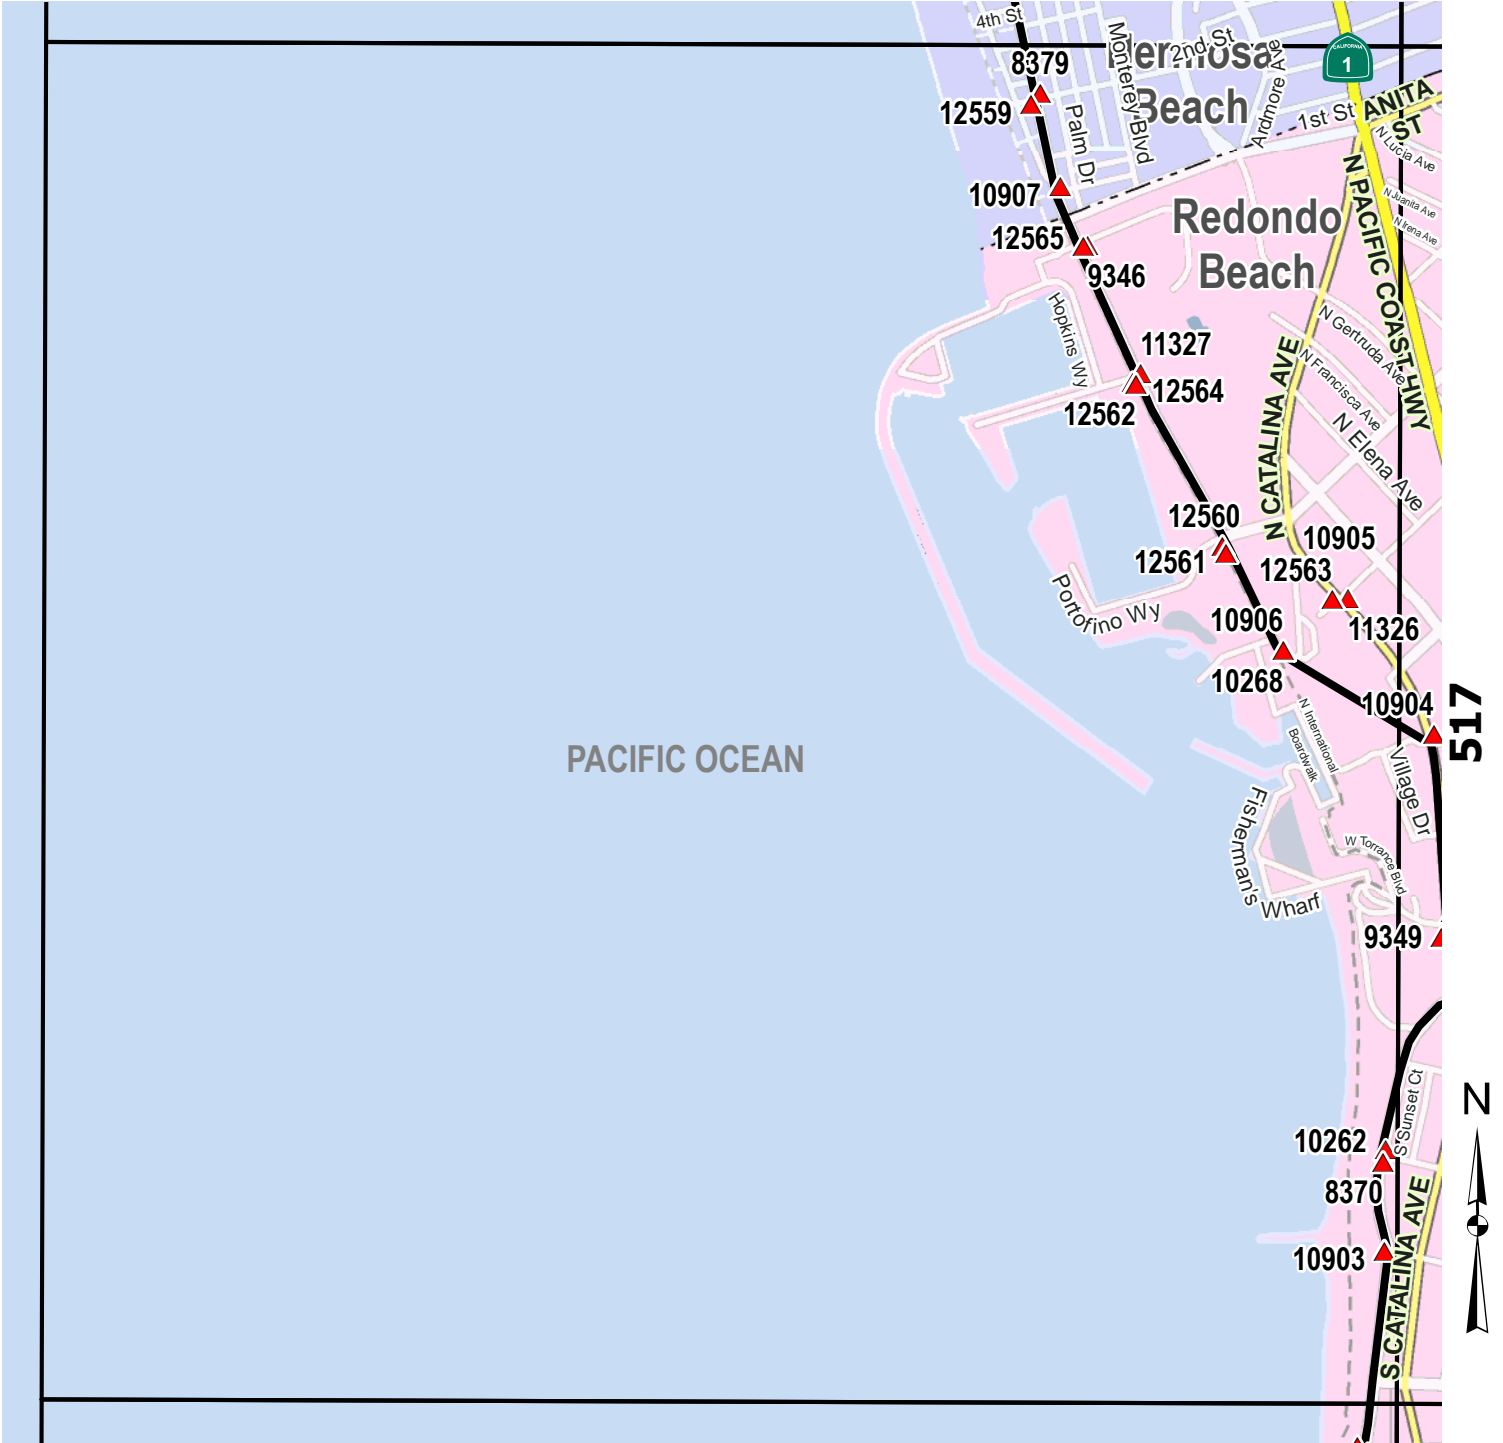 4th St
8379
12559
Monterey Blvd
2nd St
Hermosa
Beach
Ardmore Ave
CALIFORNIA
1
1st St
ANITA
ST
N Lucia Ave
Palm Dr
10907
N Juanita Ave
N Irena Ave
12565
9346
Redondo
Beach
N PACIFIC COAST HWY
Hopkins Wy
11327
12564
12562
N Gertruda Ave
N Francisca Ave
N CATALINA AVE
N Elena Ave
12560
12561
10905
12563
11326
Portofino Wy
10906
10268
10904
517
N International
Boardwalk
PACIFIC OCEAN
Village Dr
Fisherman's
Wharf
W Torrance Blvd
9349
N
S Sunset Ct
10262
8370
10903
S CATALINA AVE